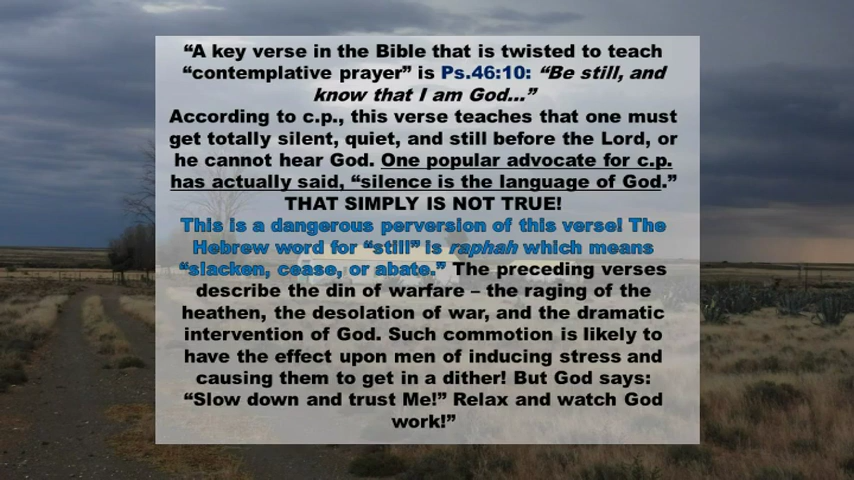 “A key verse in the Bible that is twisted to teach
“contemplative prayer” is Ps.46:10: “Be still, and
know that I am God...”
According to c.p., this verse teaches that one must
get totally silent, quiet, and still before the Lord, or
he cannot hear God. One popular advocate for c.p.
has actually said, “silence is the language of God.”
THAT SIMPLY IS NOT TRUE!
This is a dangerous perversion of this verse! The
Hebrew word for “still” is raphah which means
“slacken, cease, or abate.” The preceding verses
describe the din of warfare – the raging of the
heathen, the desolation of war, and the dramatic
intervention of God. Such commotion is likely to
have the effect upon men of inducing stress and
causing them to get in a dither! But God says:
“Slow down and trust Me!” Relax and watch God
work!”